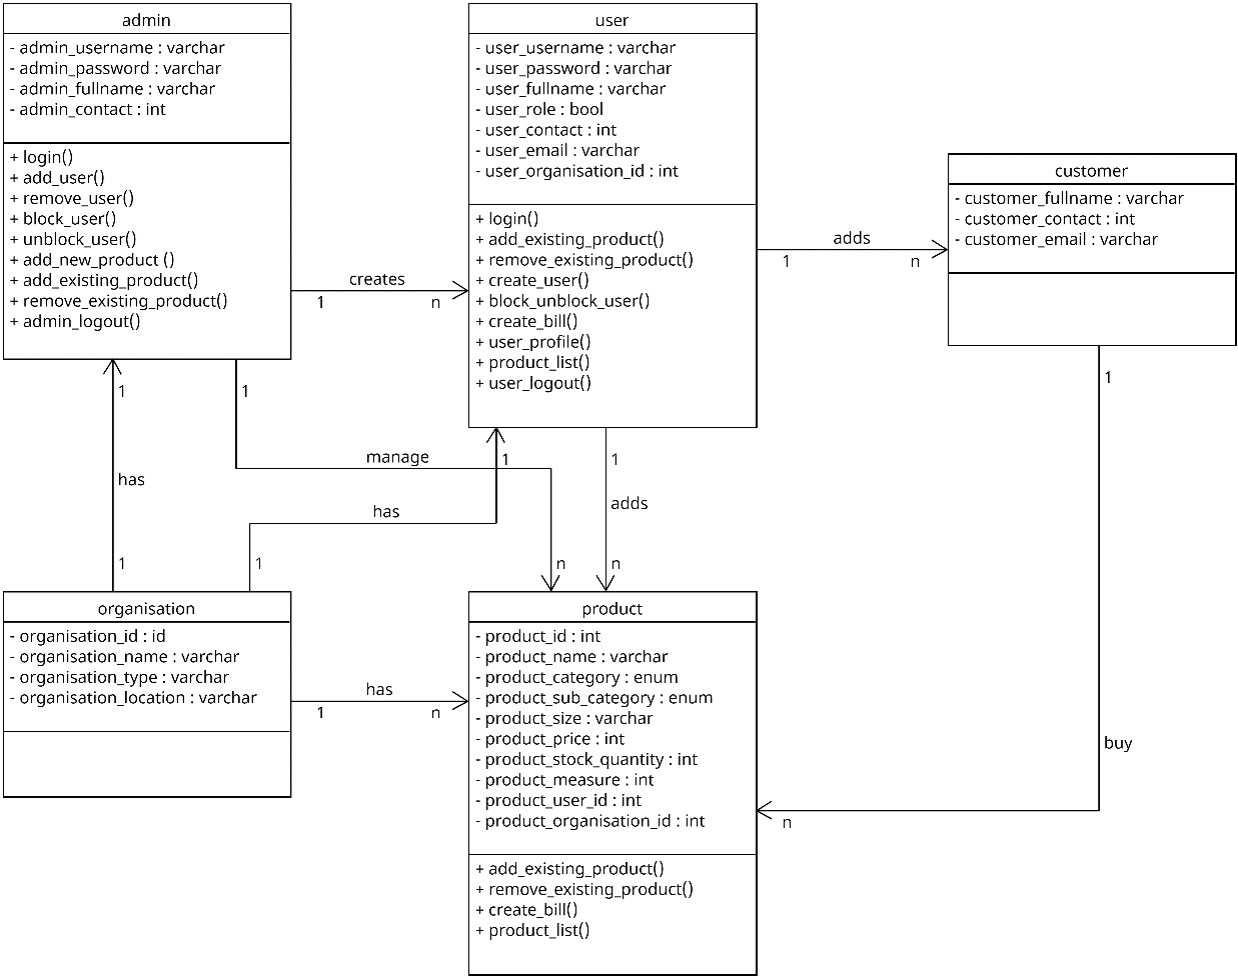 admin
- admin_username : varchar
- admin_password : varchar
- admin_fullname : varchar
- admin_contact : int
+ login()
+ add_user()
+ remove_user()
+ block_user()
+ unblock_user()
+ add_new_product ()
+ add_existing_product()
+ remove_existing_product()
+ admin_logout()
creates
1
n
user
- user_username : varchar
- user_password : varchar
- user_fullname : varchar
- user_role : bool
- user_contact : int
- user_email : varchar
- user_organisation_id : int
+ login()
+ add_existing_product()
+ remove_existing_product()
+ create_user()
+ block_unblock_user()
+ create_bill()
+ user_profile()
+ product_list()
+ user_logout()
adds
1
n
customer
- customer_fullname : varchar
- customer_contact : int
- customer_email : varchar
1
has
1
1
manage
n
1
has
1
1
adds
n
1
buy
n
organisation
- organisation_id : id
- organisation_name : varchar
- organisation_type : varchar
- organisation_location : varchar
has
1
n
product
- product_id : int
- product_name : varchar
- product_category : enum
- product_sub_category : enum
- product_size : varchar
- product_price : int
- product_stock_quantity : int
- product_measure : int
- product_user_id : int
- product_organisation_id : int
+ add_existing_product()
+ remove_existing_product()
+ create_bill()
+ product_list()